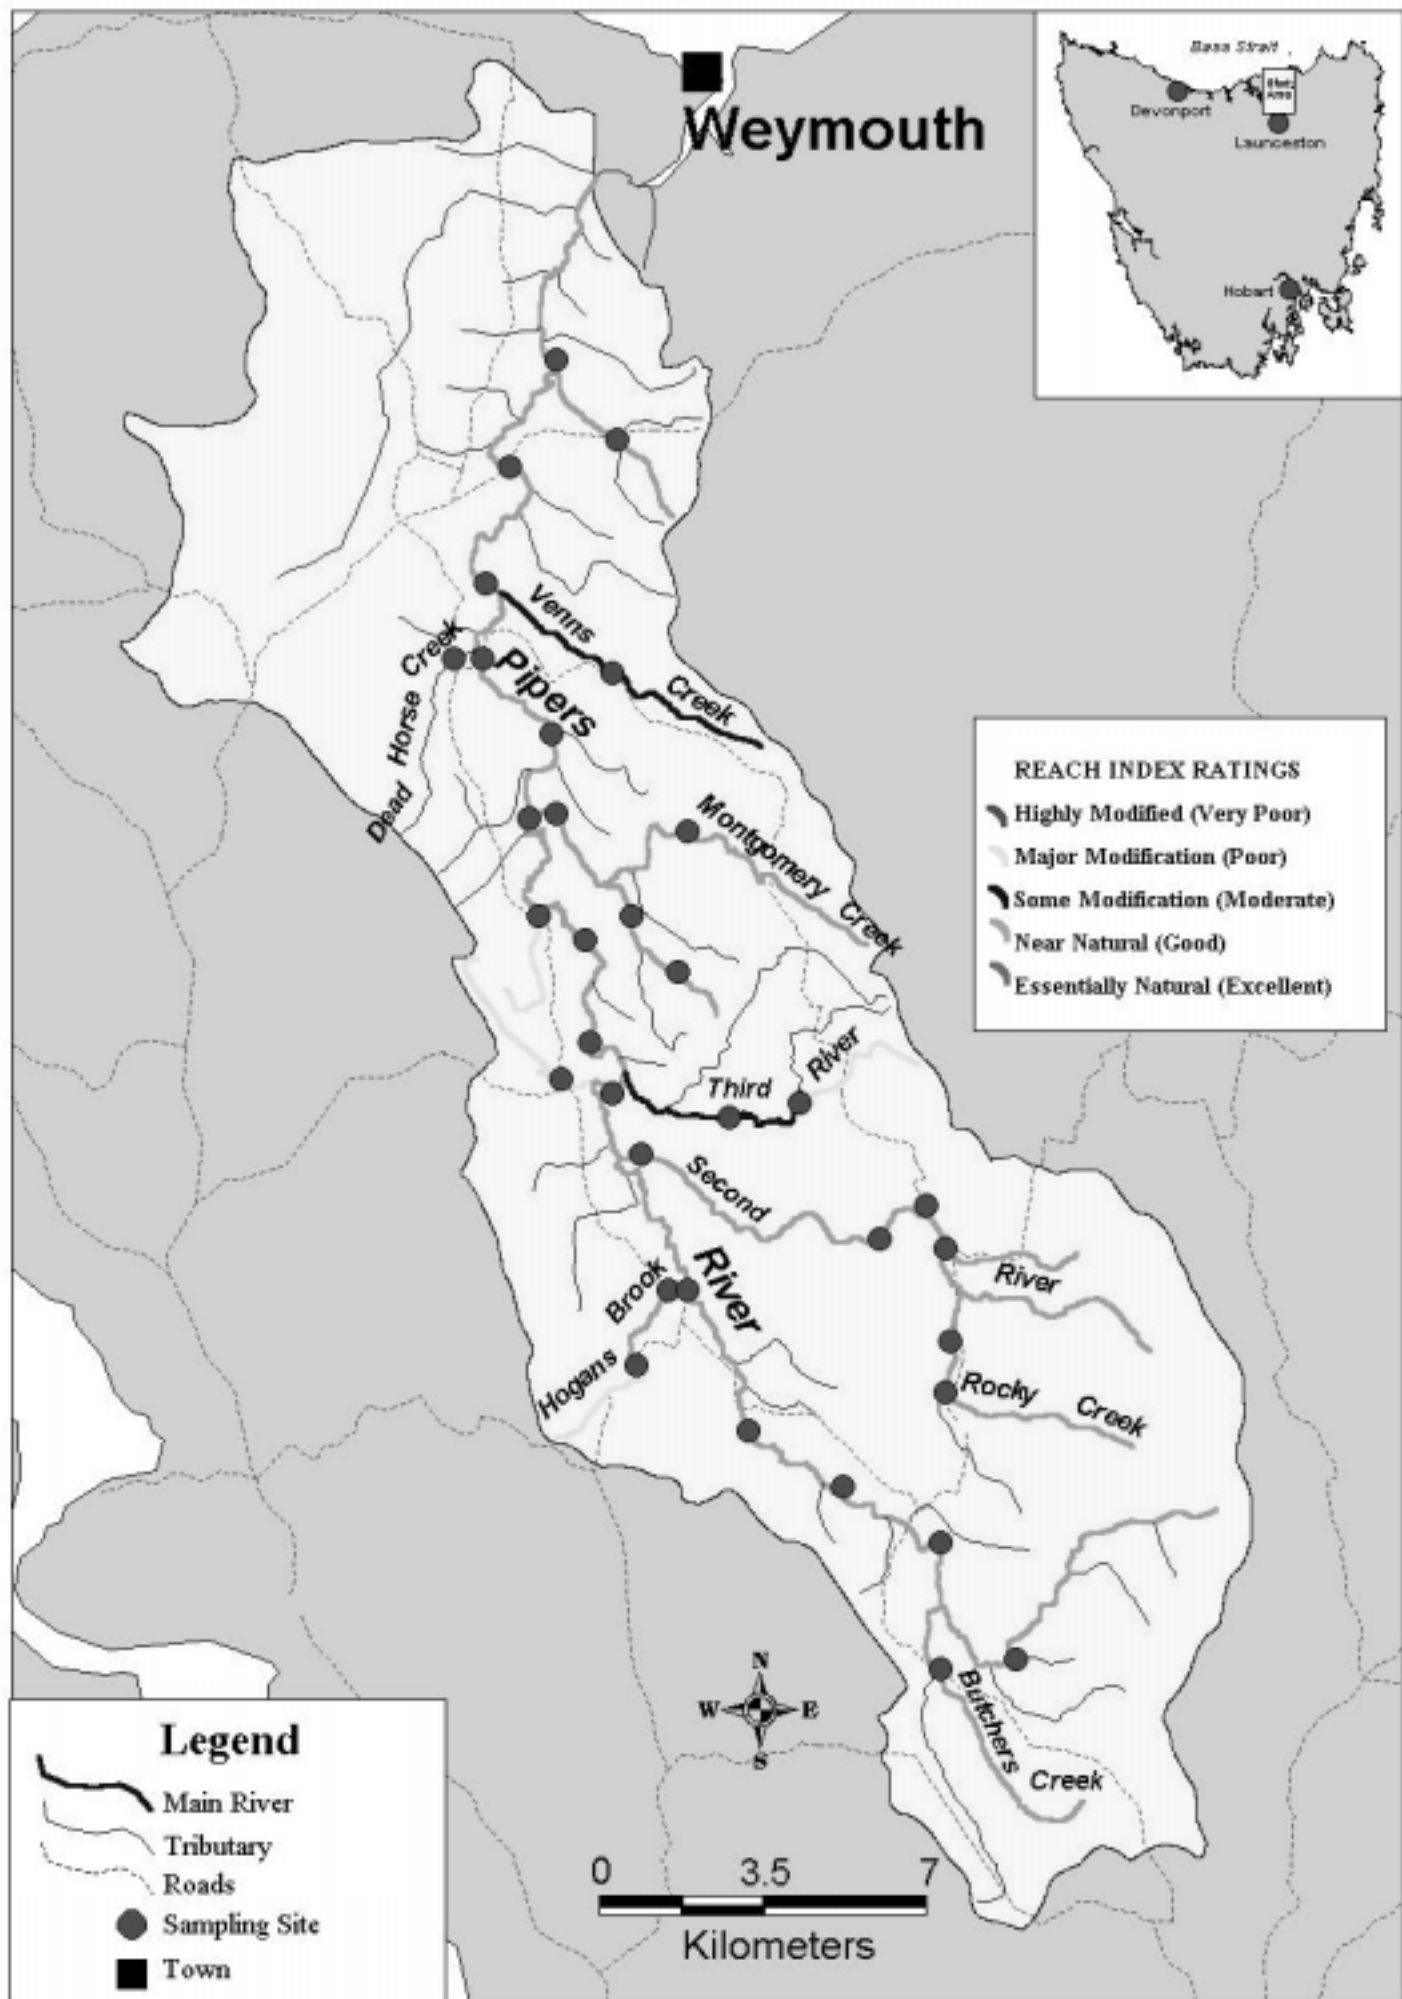 Weymouth
Bass Strait
Devonport
Launceston
Hobart
Venns
Creek
Dead Horse Creek
Pipers
Montgomery Creek
REACH INDEX RATINGS
Highly Modified (Very Poor)
Major Modification (Poor)
Some Modification (Moderate)
Near Natural (Good)
Essentially Natural (Excellent)
Third
River
Second
River
River
Hogans Brook
Rocky Creek
Butchers
Creek
N
W E
S
Legend
Main River
Tributary
Roads
Sampling Site
Town
0 3.5 7
Kilometers